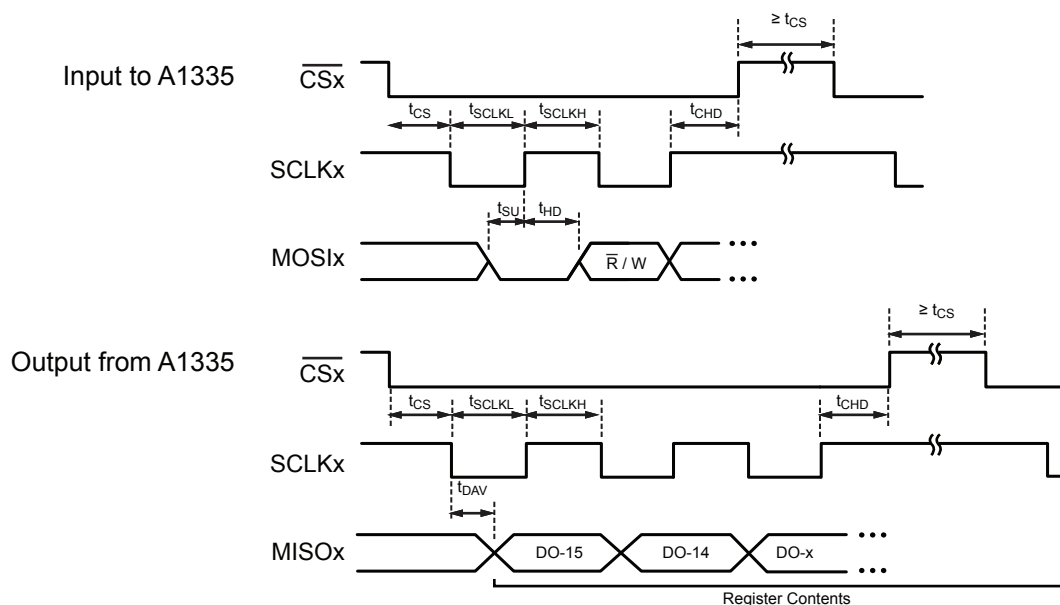 ≥ tCS
Input to A1335
CSx
tCS tSCLKL tSCLKH tCHD
SCLKx
tSU tHD
MOSIx R / W •••
•••
≥ tCS
Output from A1335
CSx
tCS tSCLKL tSCLKH tCHD
SCLKx
tDAV
MISOx DO-15 DO-14 DO-x •••
•••
Register Contents